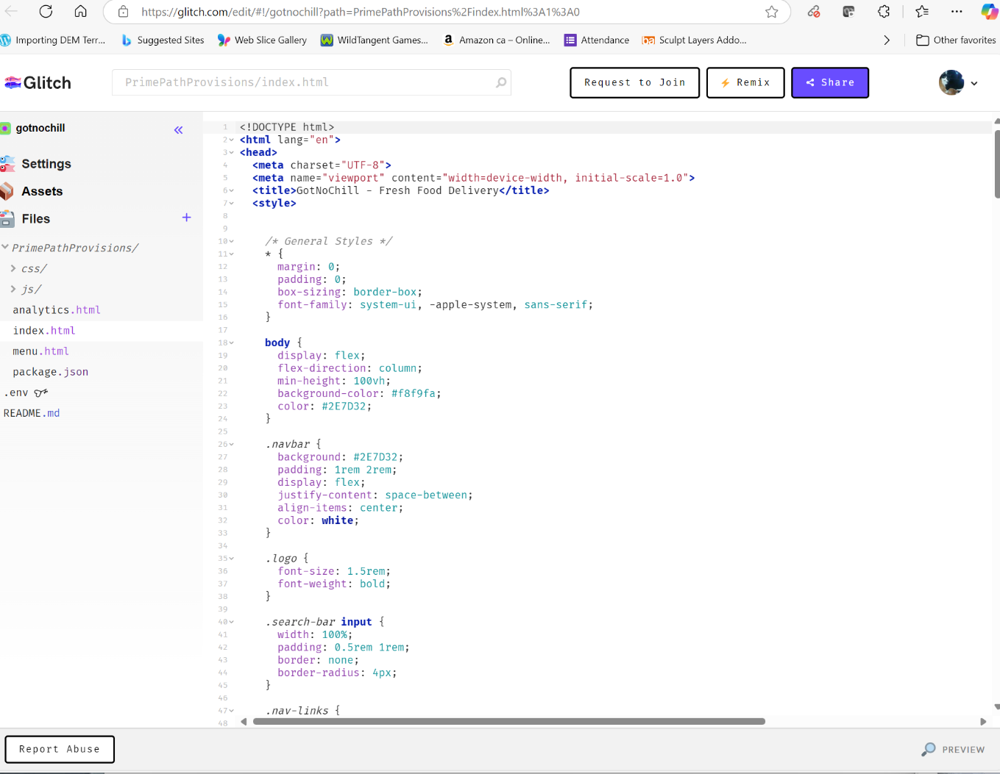 https://glitch.com/edit/#!/gotnochill?path=PrimePathProvisions%2Findex.html%3A1%3A0
Importing DEM Terr...
Suggested Sites
Web Slice Gallery
WildTangent Games...
Amazon ca – Online...
Attendance
Sculpt Layers Addo...
Other favorites
Glitch
PrimePathProvisions/index.html
Request to Join
Remix
Share
gotnochill
Settings
Assets
Files
PrimePathProvisions/
css/
js/
analytics.html
index.html
menu.html
package.json
.env
README.md
1 <!DOCTYPE html>
2 <html lang="en">
3 <head>
4 <meta charset="UTF-8">
5 <meta name="viewport" content="width=device-width, initial-scale=1.0">
6 <title>GotNoChill - Fresh Food Delivery</title>
7 <style>
8
9
10 /* General Styles */
11 * {
12 margin: 0;
13 padding: 0;
14 box-sizing: border-box;
15 font-family: system-ui, -apple-system, sans-serif;
16 }
17
18 body {
19 display: flex;
20 flex-direction: column;
21 min-height: 100vh;
22 background-color: #f8f9fa;
23 color: #2E7D32;
24 }
25
26 .navbar {
27 background: #2E7D32;
28 padding: 1rem 2rem;
29 display: flex;
30 justify-content: space-between;
31 align-items: center;
32 color: white;
33 }
34
35 .logo {
36 font-size: 1.5rem;
37 font-weight: bold;
38 }
39
40 .search-bar input {
41 width: 100%;
42 padding: 0.5rem 1rem;
43 border: none;
44 border-radius: 4px;
45 }
46
47 .nav-links {
48
Report Abuse
PREVIEW